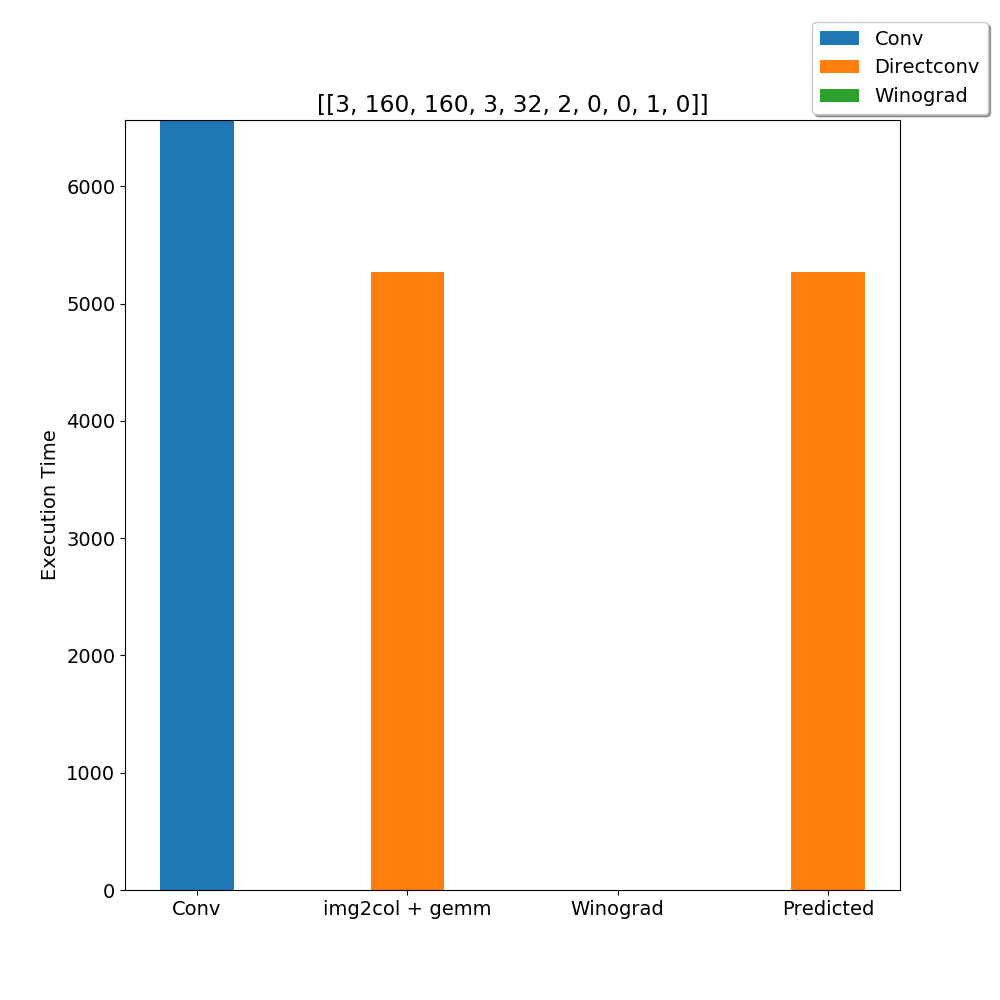 Conv
Directconv
Winograd
[[3, 160, 160, 3, 32, 2, 0, 0, 1, 0]]
6000
5000
4000
3000
2000
1000
0
Execution Time
Conv
img2col + gemm
Winograd
Predicted